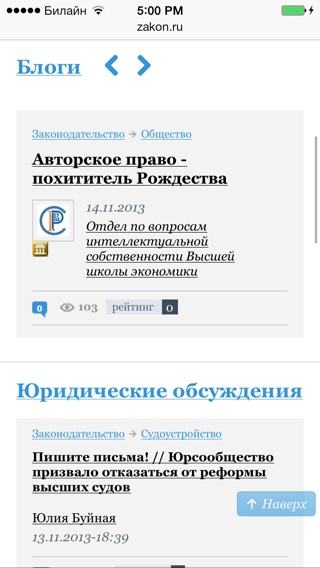 Билайн 5:00 PM
zakon.ru
Блоги
Законодательство → Общество
Авторское право -
похититель Рождества
14.11.2013
Отдел по вопросам
интеллектуальной
собственности Высшей
школы экономики
0 103 рейтинг 0
Юридические обсуждения
Законодательство → Судоустройство
Пишите письма! // Юрсообщество
призвало отказаться от реформы
высших судов
↑ Наверх
Юлия Буйная
13.11.2013-18:39